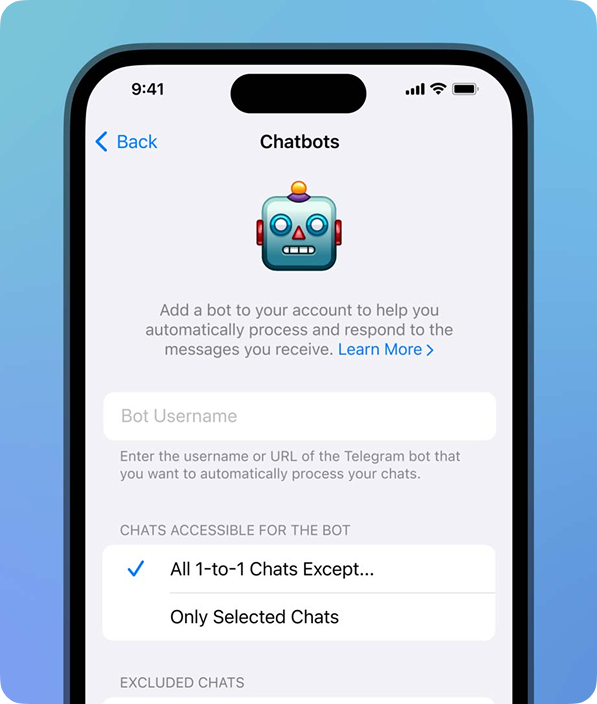 9:41
Back
Chatbots
Add a bot to your account to help you
automatically process and respond to the
messages you receive. Learn More >
Bot Username
Enter the username or URL of the Telegram bot that
you want to automatically process your chats.
CHATS ACCESSIBLE FOR THE BOT
All 1-to-1 Chats Except...
Only Selected Chats
EXCLUDED CHATS